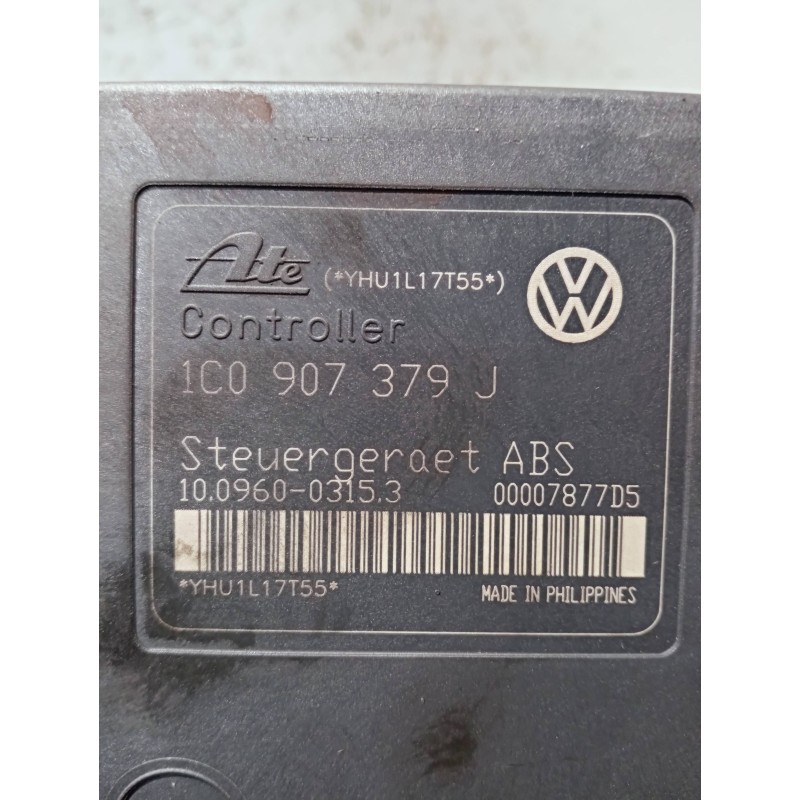 Ate (*YHU1L17T55*)
Controller
1C0 907 379 J
Steuergeraet ABS
10.0960-0315.3 00007877D5
*YHU1L17T55* MADE IN PHILIPPINES